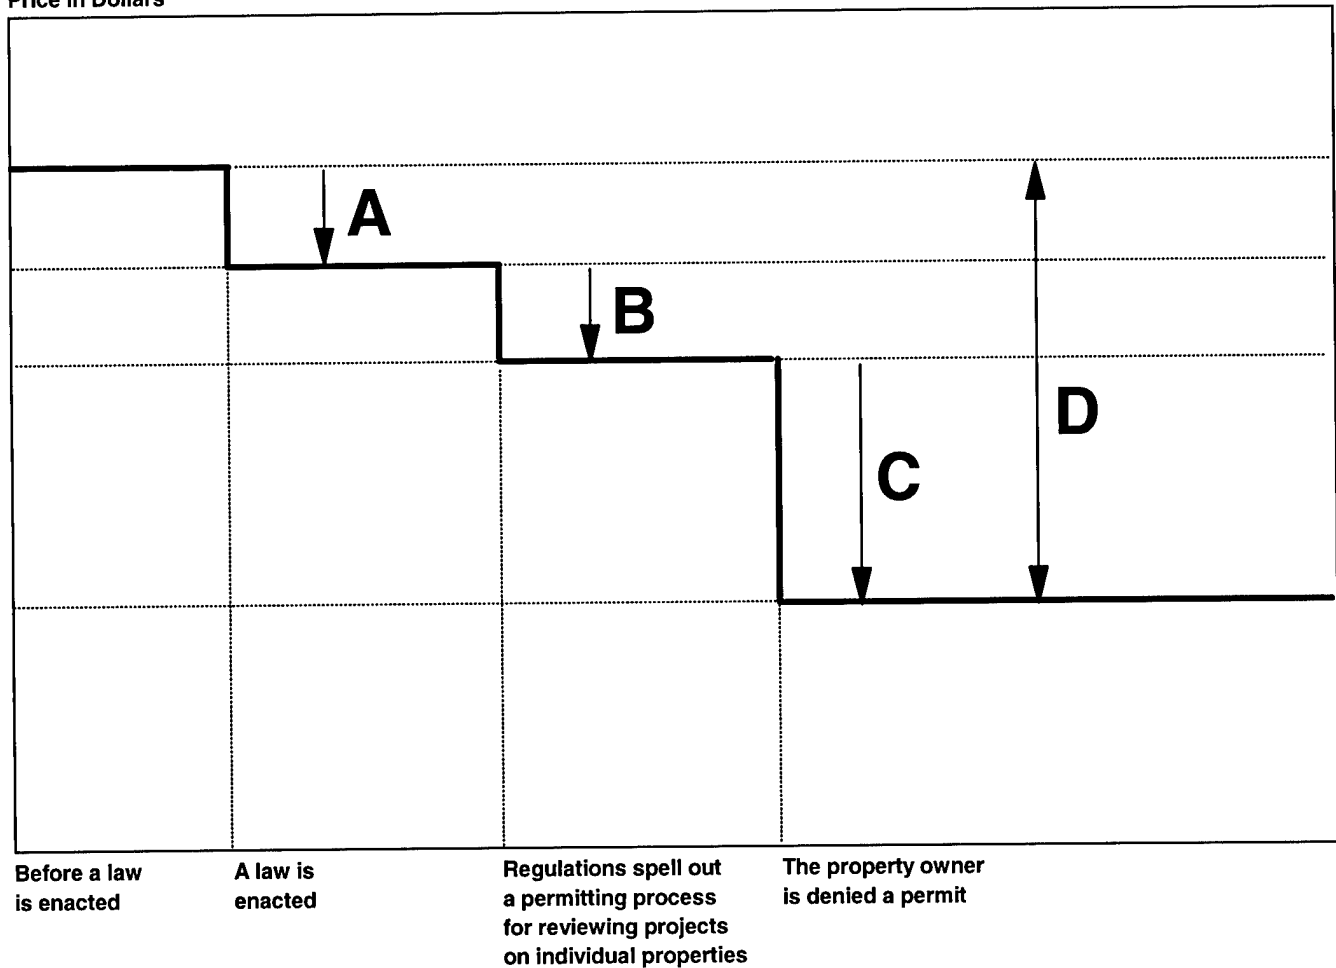 Price in Dollars
A
B
D
C
Before a law
is enacted
A law is
enacted
Regulations spell out
a permitting process
for reviewing projects
on individual properties
The property owner
is denied a permit